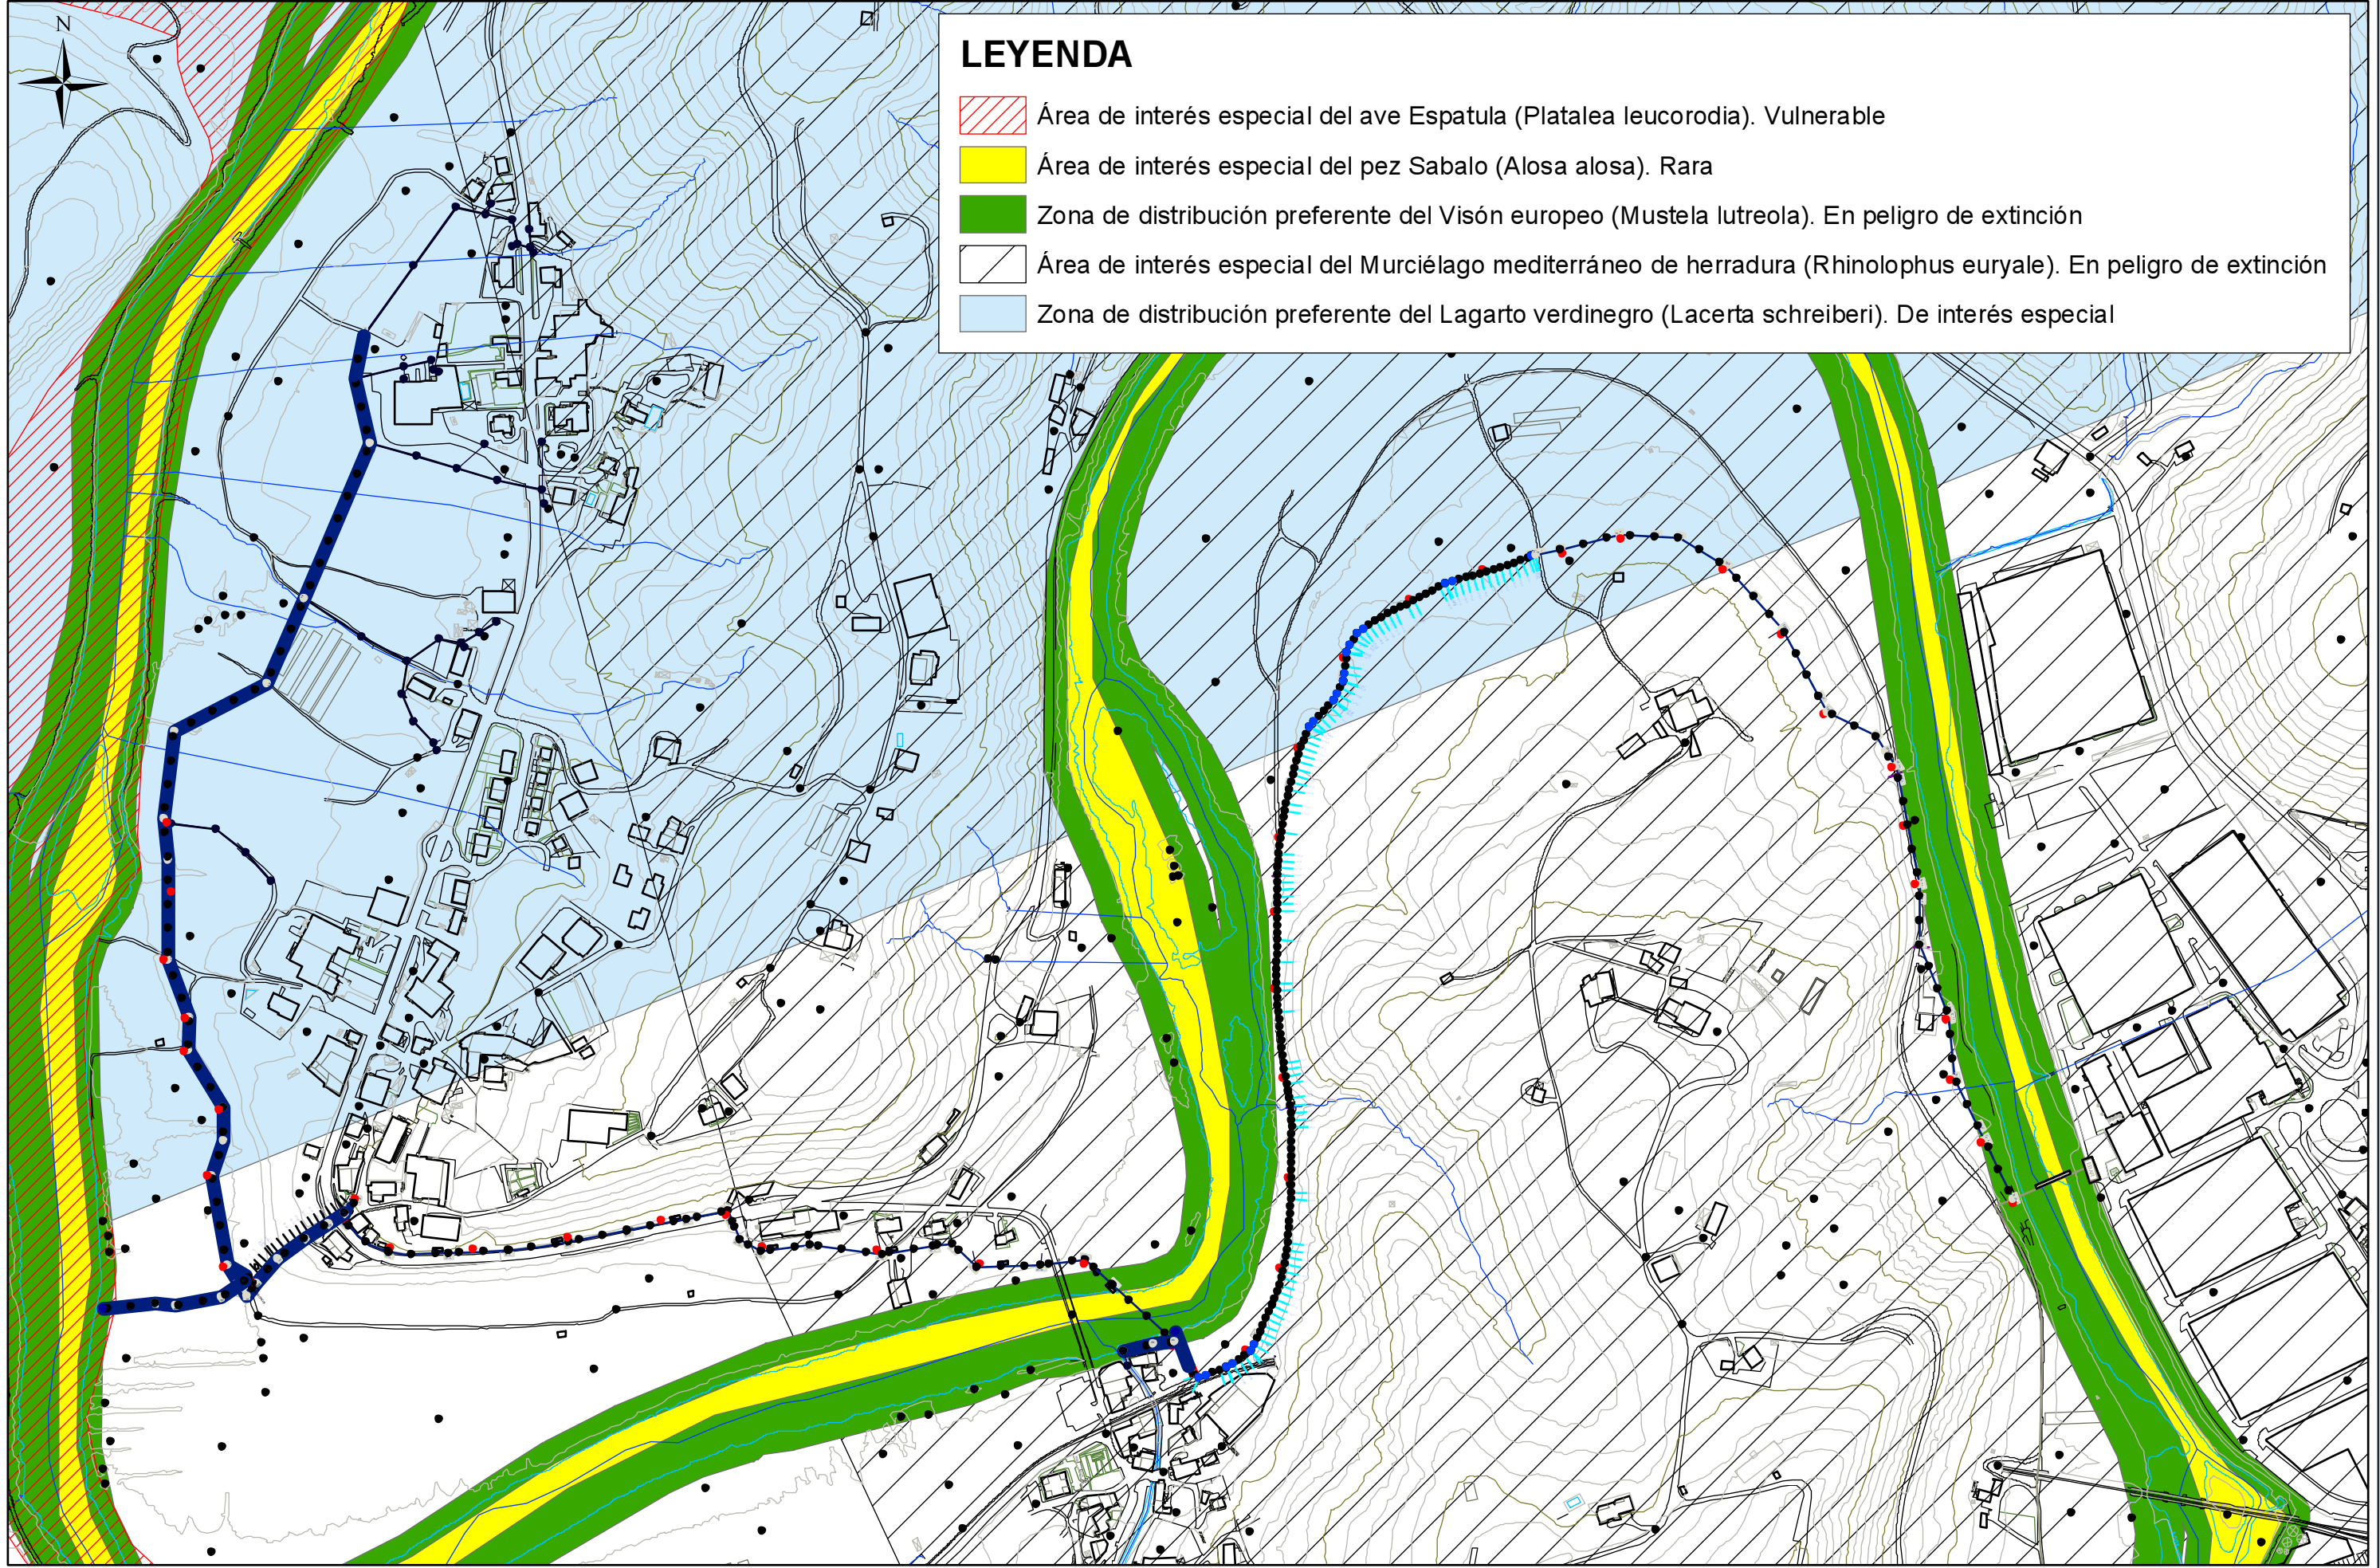 N
LEYENDA
Área de interés especial del ave Espatula (Platalea leucorodia). Vulnerable
Área de interés especial del pez Sabalo (Alosa alosa). Rara
Zona de distribución preferente del Visón europeo (Mustela lutreola). En peligro de extinción
Área de interés especial del Murciélago mediterráneo de herradura (Rhinolophus euryale). En peligro de extinción
Zona de distribución preferente del Lagarto verdinegro (Lacerta schreiberi). De interés especial